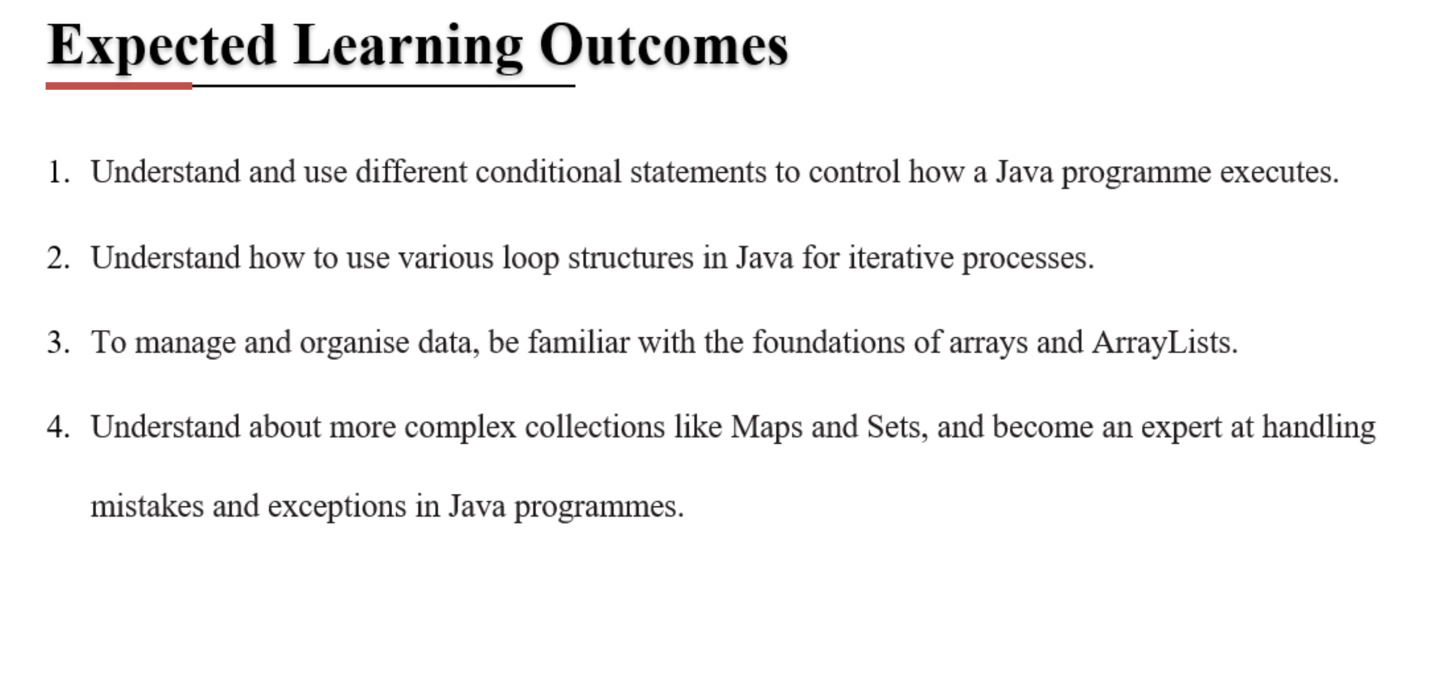 Expected Learning Outcomes
1. Understand and use different conditional statements to control how a Java programme executes.
2. Understand how to use various loop structures in Java for iterative processes.
3. To manage and organise data, be familiar with the foundations of arrays and ArrayLists.
4. Understand about more complex collections like Maps and Sets, and become an expert at handling
mistakes and exceptions in Java programmes.